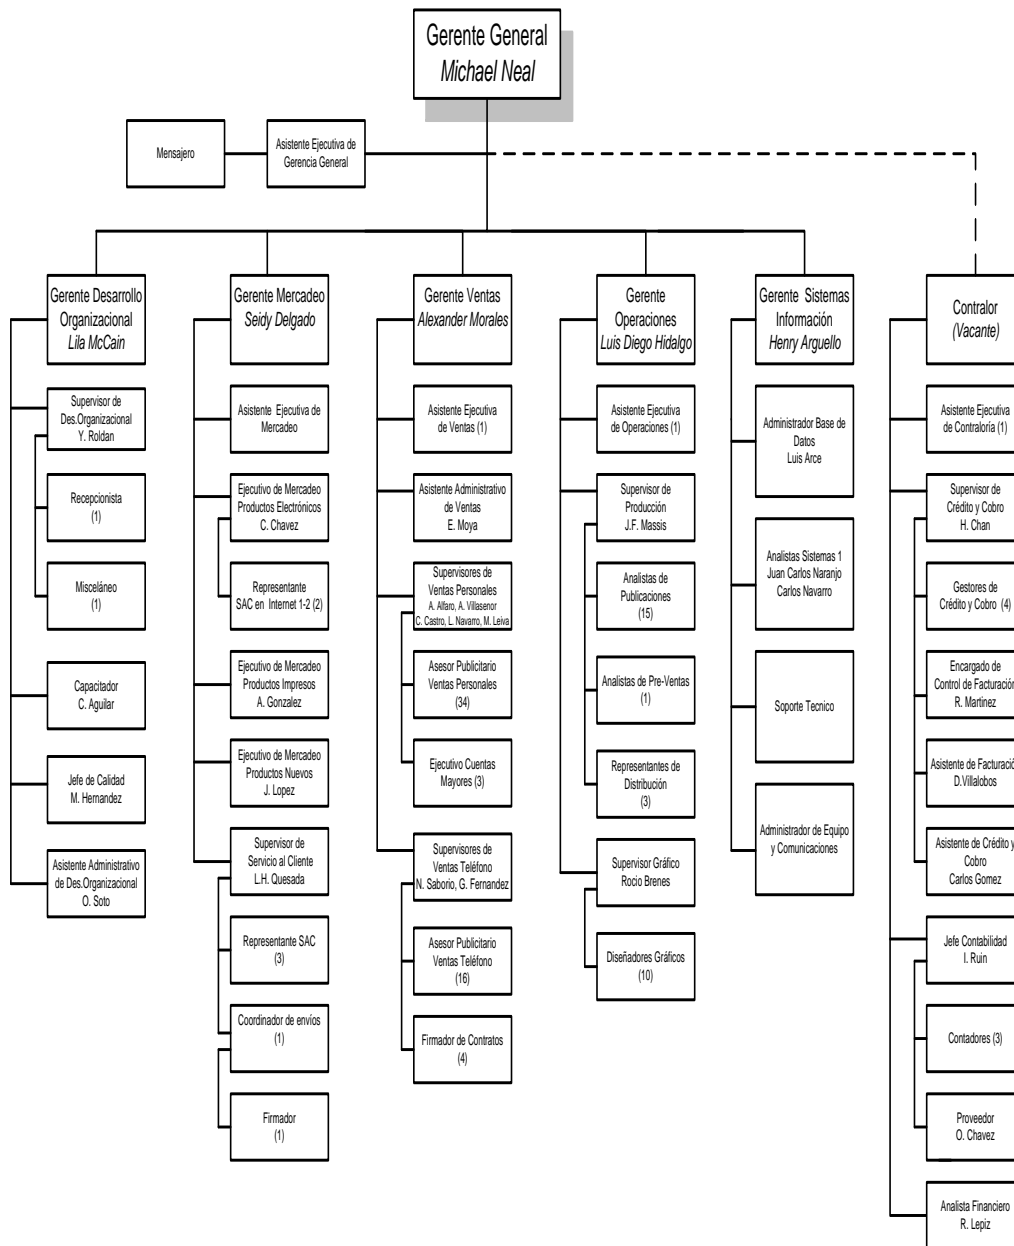 Gerente General
Michael Neal
Mensajero
Asistente Ejecutiva de
Gerencia General
Gerente Desarrollo
Organizacional
Lila McCain
Supervisor de
Des.Organizacional
Y. Roldan
Recepcionista
(1)
Misceláneo
(1)
Capacitador
C. Aguilar
Jefe de Calidad
M. Hernandez
Asistente Administrativo
de Des.Organizacional
O. Soto
Gerente Mercadeo
Seidy Delgado
Asistente Ejecutiva de
Mercadeo
Ejecutivo de Mercadeo
Productos Electrónicos
C. Chavez
Representante
SAC en Internet 1-2 (2)
Ejecutivo de Mercadeo
Productos Impresos
A. Gonzalez
Ejecutivo de Mercadeo
Productos Nuevos
J. Lopez
Supervisor de
Servicio al Cliente
L.H. Quesada
Representante SAC
(3)
Coordinador de envíos
(1)
Firmador
(1)
Gerente Ventas
Alexander Morales
Asistente Ejecutiva
de Ventas (1)
Asistente Administrativo
de Ventas
E. Moya
Supervisores de
Ventas Personales
A. Alfaro, A. Villasenor
C. Castro, L. Navarro, M. Leiva
Asesor Publicitario
Ventas Personales
(34)
Ejecutivo Cuentas
Mayores (3)
Supervisores de
Ventas Teléfono
N. Saborio, G. Fernandez
Asesor Publicitario
Ventas Teléfono
(16)
Firmador de Contratos
(4)
Gerente
Operaciones
Luis Diego Hidalgo
Asistente Ejecutiva
de Operaciones (1)
Supervisor de
Producción
J.F. Massis
Analistas de
Publicaciones
(15)
Analistas de Pre-Ventas
(1)
Representantes de
Distribución
(3)
Supervisor Gráfico
Rocio Brenes
Diseñadores Gráficos
(10)
Gerente Sistemas
Información
Henry Arguello
Administrador Base de
Datos
Luis Arce
Analistas Sistemas 1
Juan Carlos Naranjo
Carlos Navarro
Soporte Tecnico
Administrador de Equipo
y Comunicaciones
Contralor
(Vacante)
Asistente Ejecutiva
de Contraloría (1)
Supervisor de
Crédito y Cobro
H. Chan
Gestores de
Crédito y Cobro (4)
Encargado de
Control de Facturación
R. Martínez
Asistente de Facturación
D.Villalobos
Asistente de Crédito y
Cobro
Carlos Gomez
Jefe Contabilidad
I. Ruin
Contadores (3)
Proveedor
O. Chavez
Analista Financiero
R. Lepiz